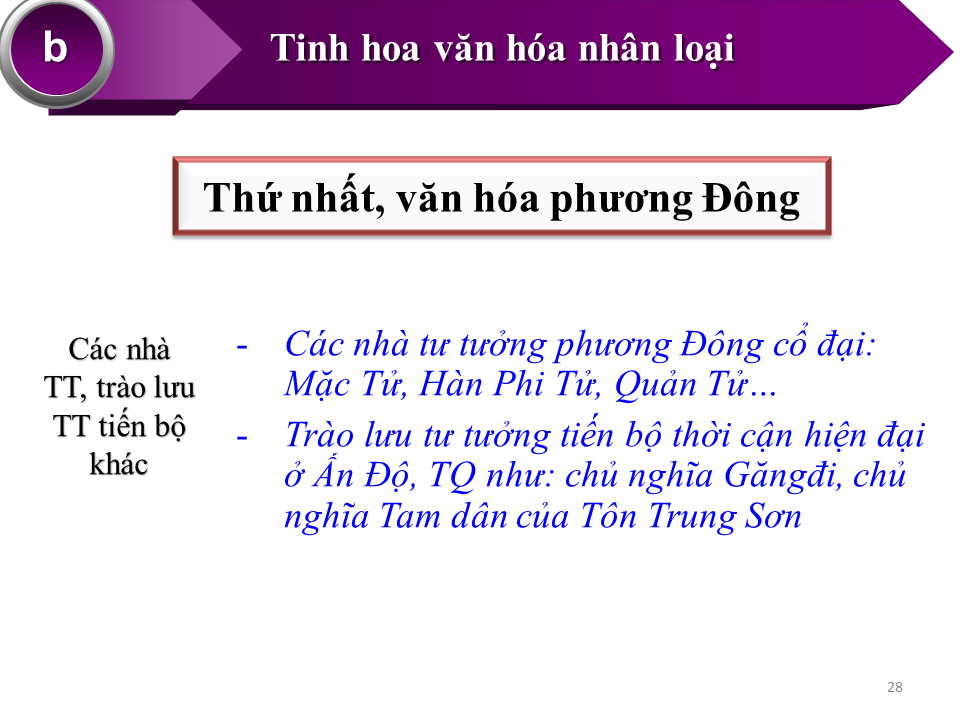 b
Tinh hoa văn hóa nhân loại
Thứ nhất, văn hóa phương Đông
Các nhà
TT, trào lưu
TT tiến bộ
khác
- Các nhà tư tưởng phương Đông cổ đại:
Mặc Tử, Hàn Phi Tử, Quản Tử…
- Trào lưu tư tưởng tiến bộ thời cận hiện đại
ở Ấn Độ, TQ như: chủ nghĩa Găngđi, chủ
nghĩa Tam dân của Tôn Trung Sơn
28